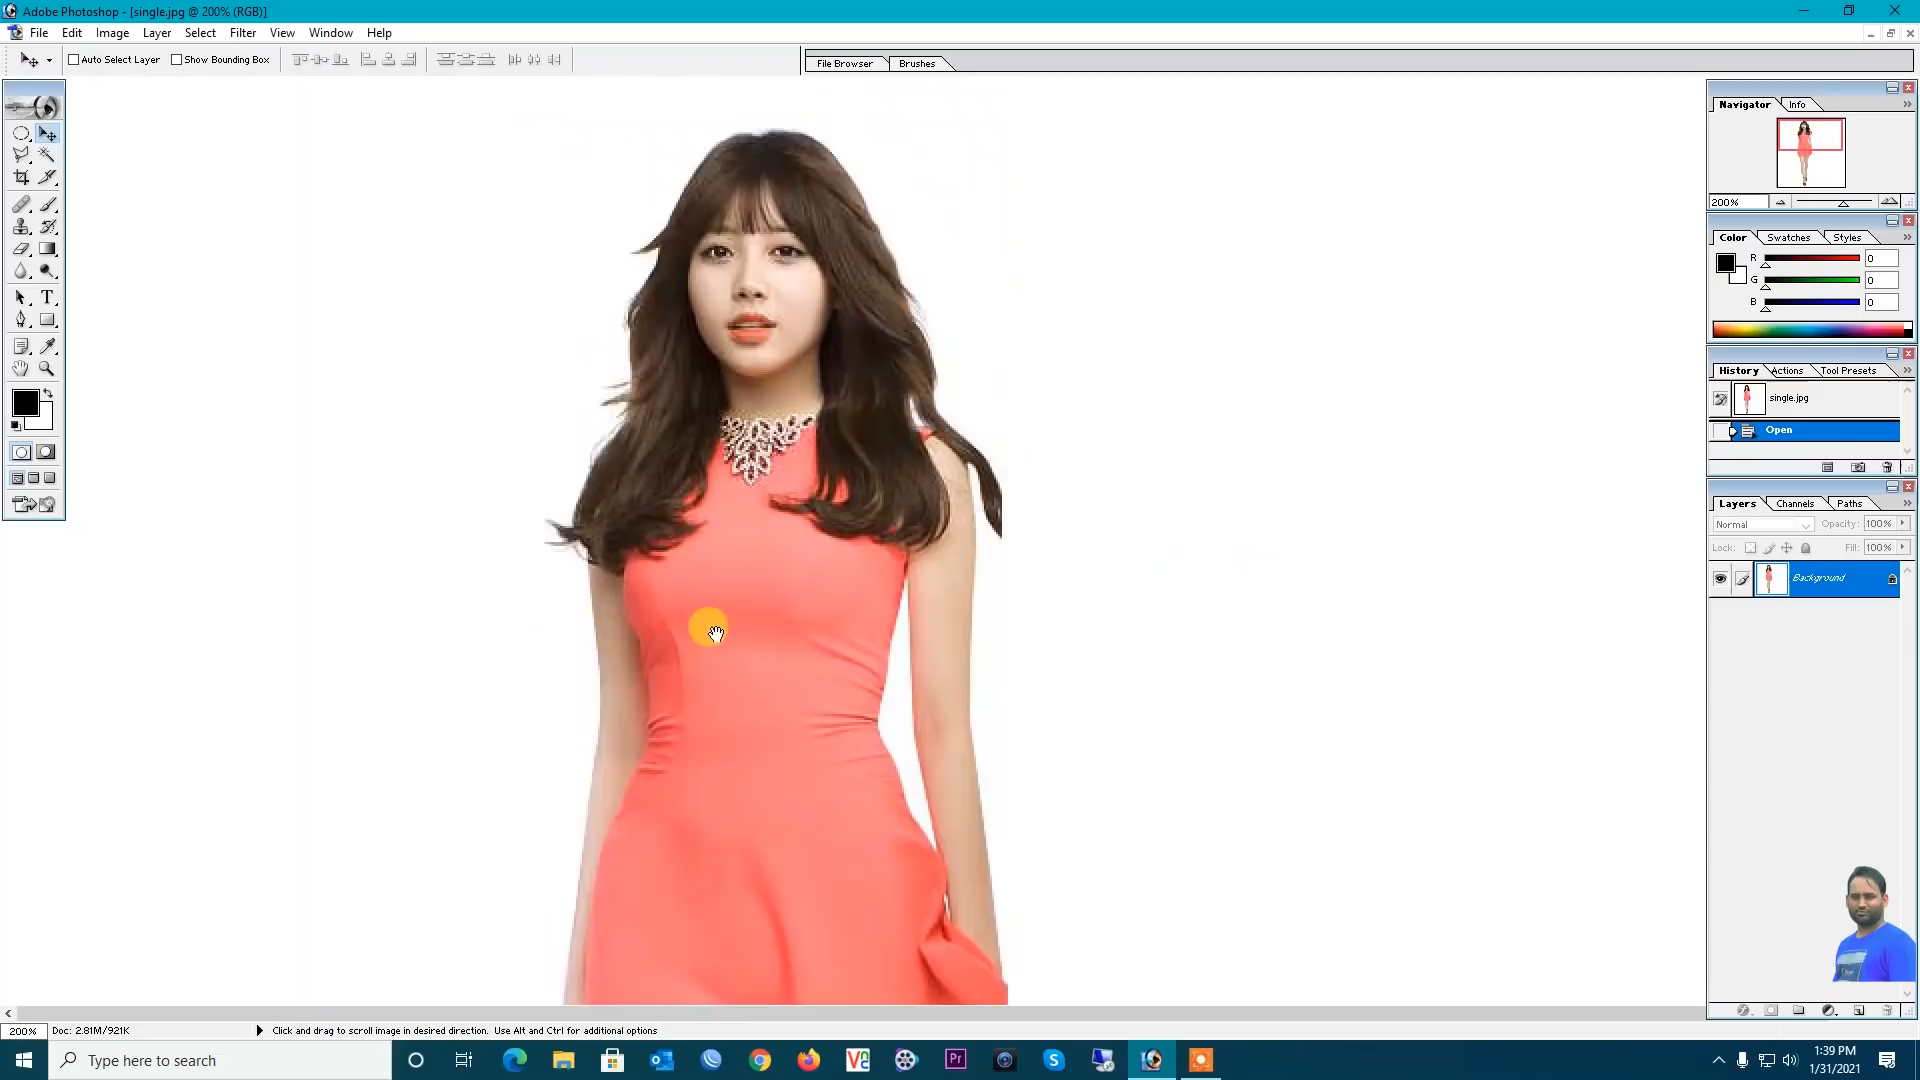 Adobe Photoshop - [single.jpg @ 200% (RGB)]
File Edit Image Layer Select Filter View Window Help
Auto Select Layer Show Bounding Box File Browser Brushes
Navigator Info
200%
Color Swatches Styles
R 0
G 0
B 0
History Actions Tool Presets
single.jpg
Open
Layers Channels Paths
Normal Opacity: 100%
Lock: Fill: 100%
Background
200% Doc: 2.81M/921K Click and drag to scroll image in desired direction. Use Alt and Ctrl for additional options
Type here to search
1:39 PM
1/31/2021